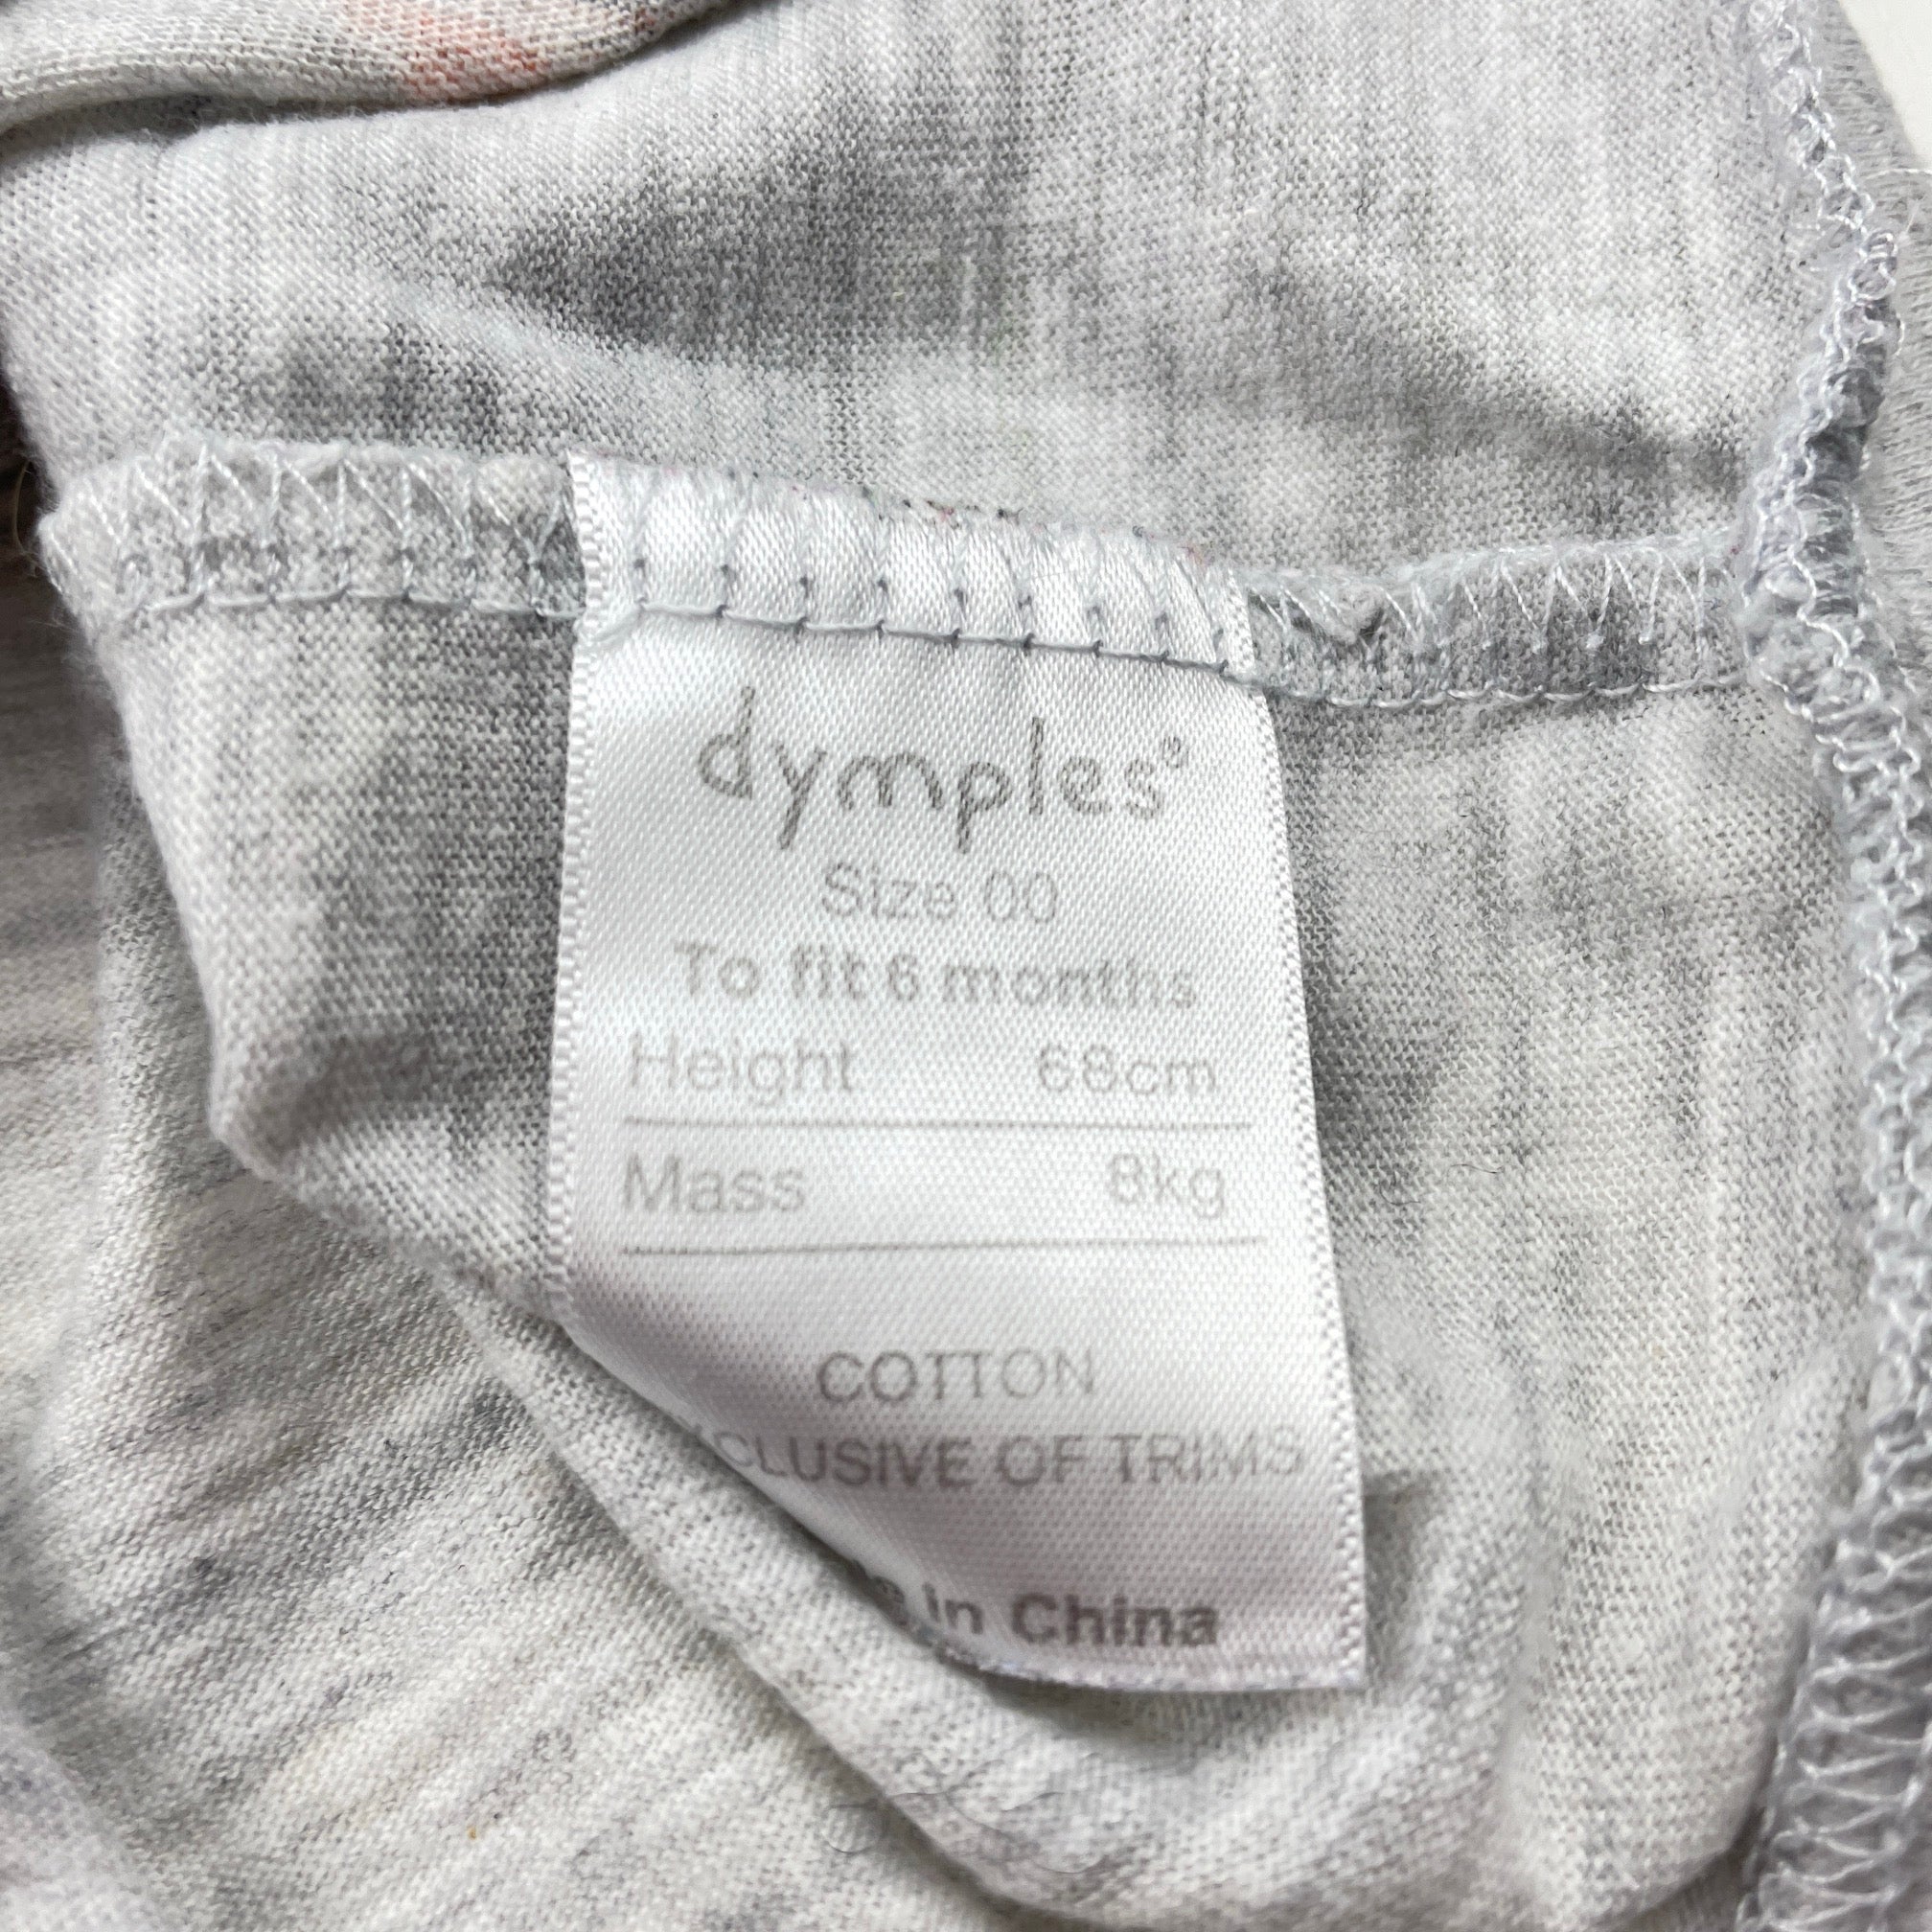 dymples®
Size 00
To fit 6 months
Height 68cm
Mass 8kg
COTTON
CLUSIVE OF TRIMS
in China